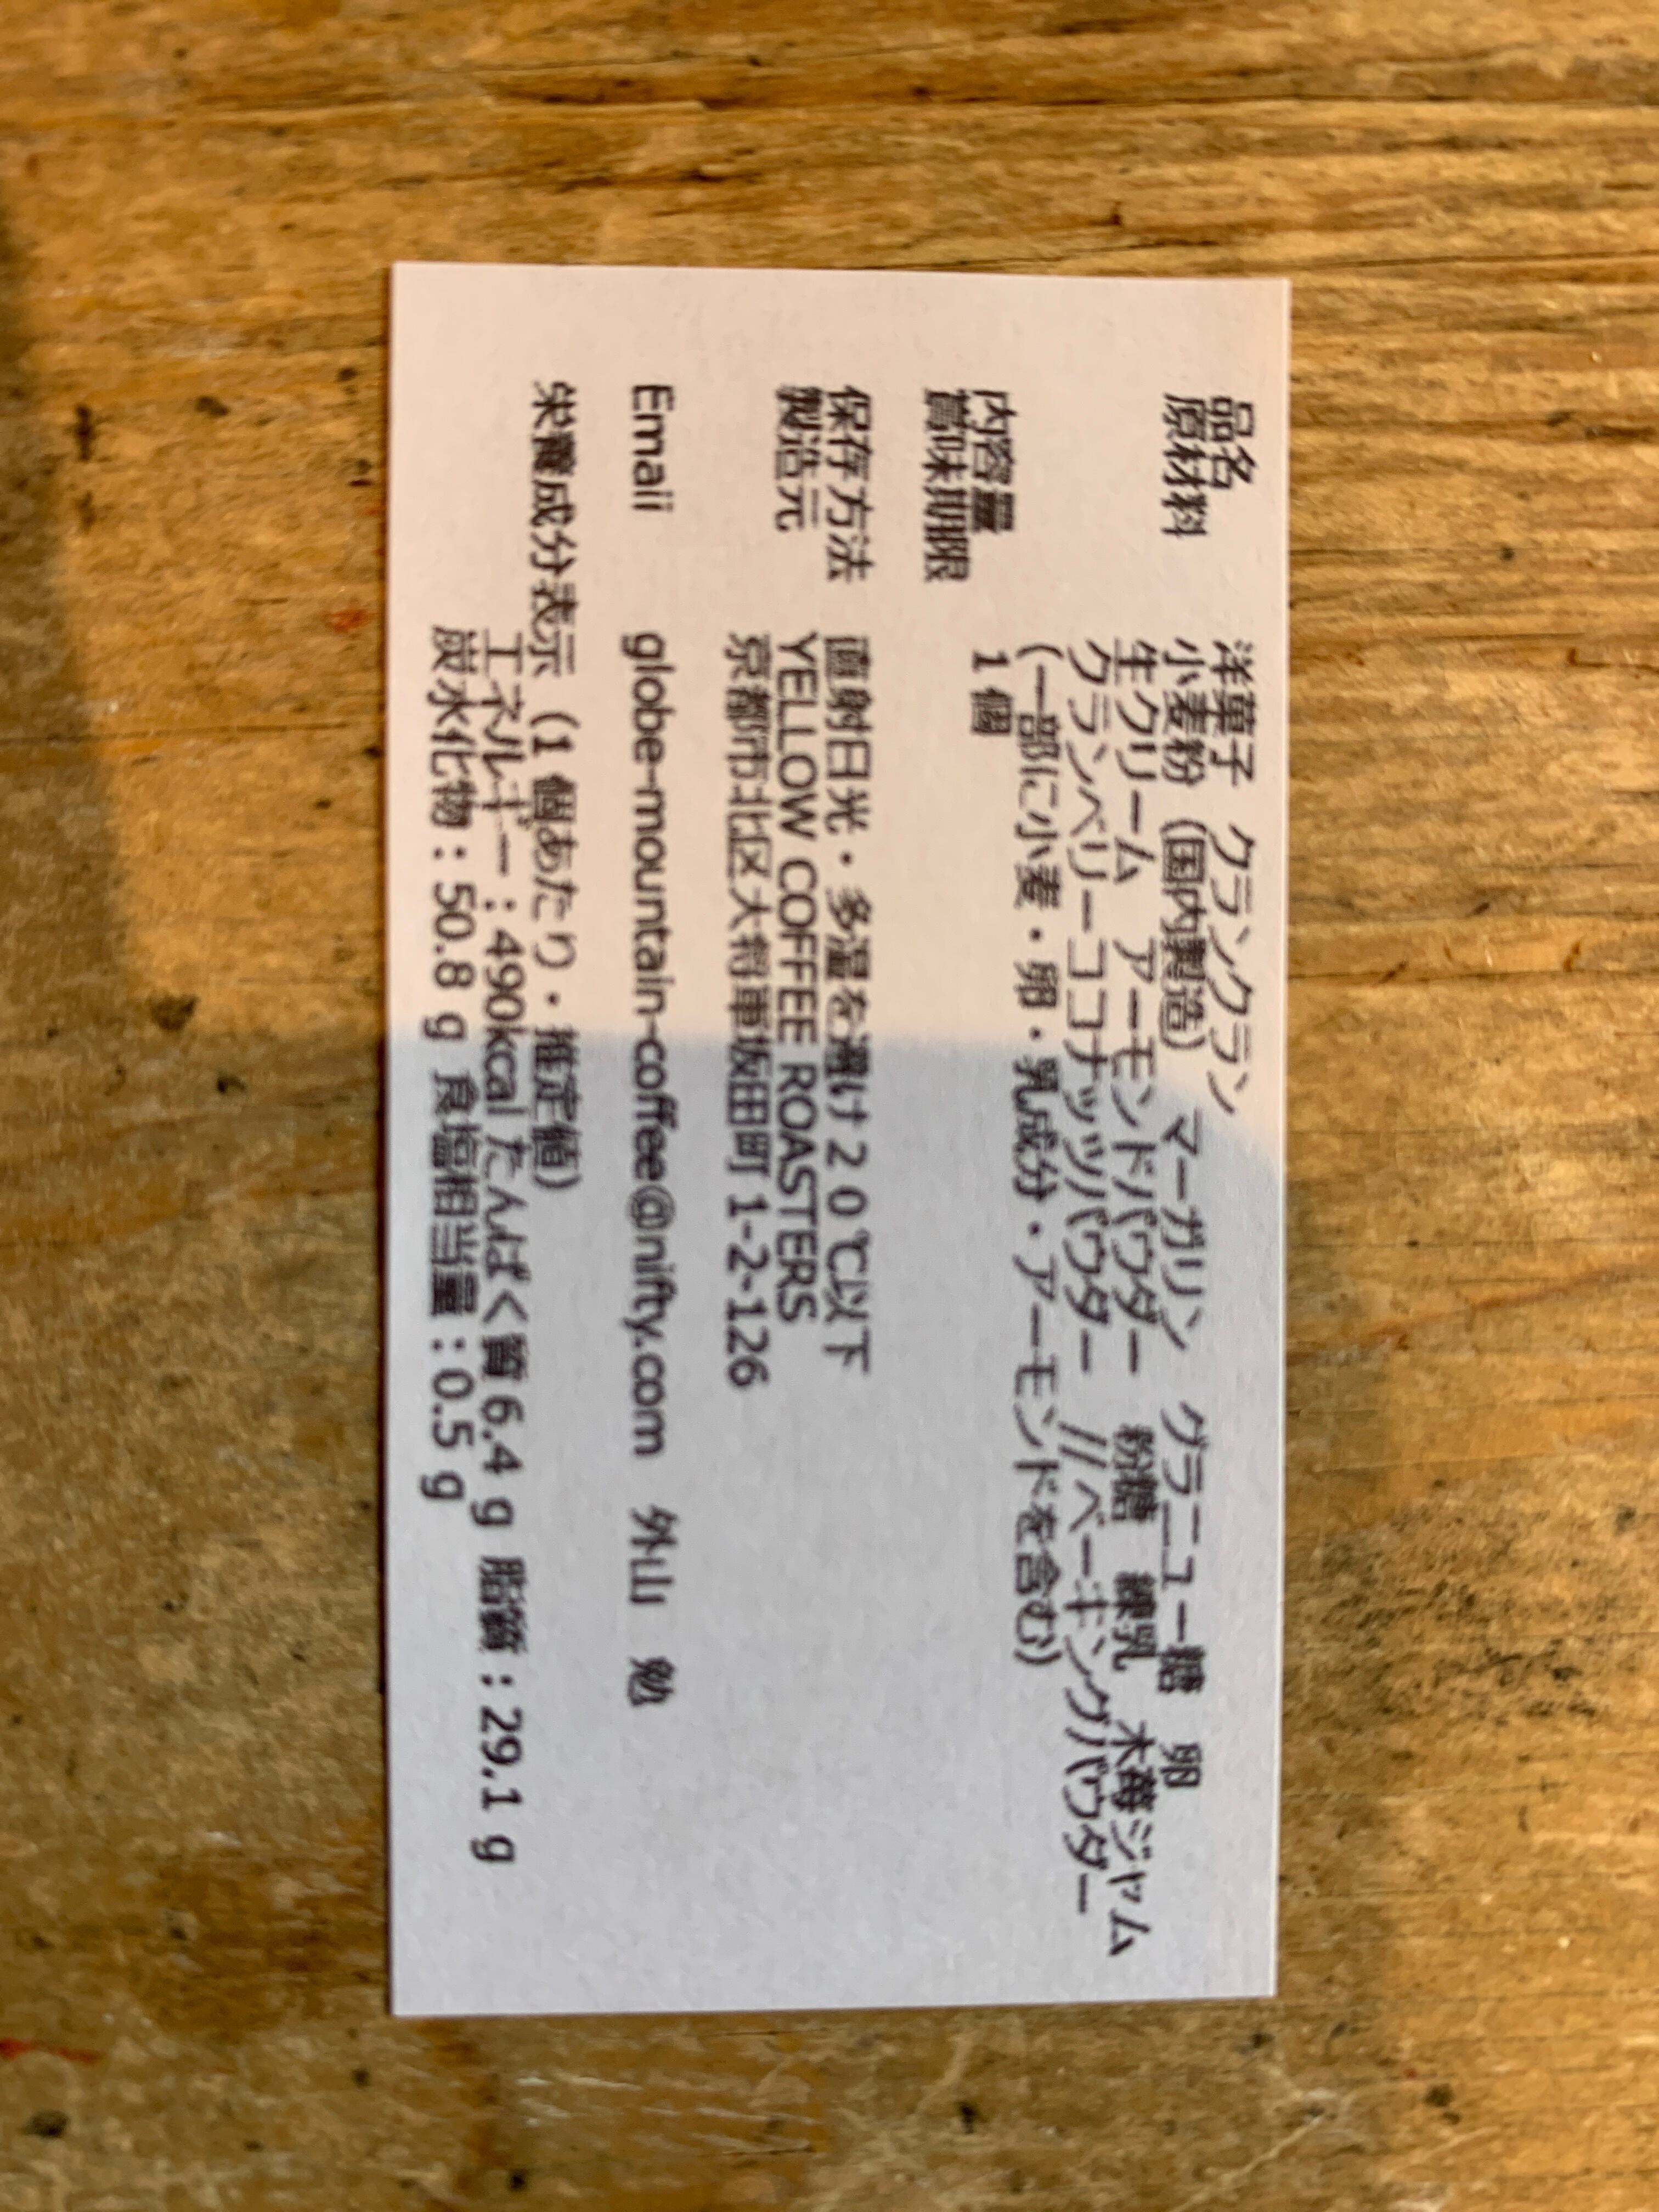 品名 洋菓子 クランクラン
原材料 小麦粉（国内製造） マーガリン グラニュー糖 卵
生クリーム アーモンドパウダー 粉糖 練乳 木苺ジャム
クランベリーココナッツパウダー //ベーキングパウダー
（一部に小麦・卵・乳成分・アーモンドを含む）
内容量 1個
賞味期限
保存方法 直射日光・多湿を避け20℃以下
製造元 YELLOW COFFEE ROASTERS
京都市北区大将軍坂田町 1-2-126
Emaii globe-mountain-coffee@nifty.com 外山 勉
栄養成分表示（1個あたり・推定値）
エネルギー：490kcal たんぱく質6.4 g 脂質：29.1 g
炭水化物：50.8 g 食塩相当量：0.5 g